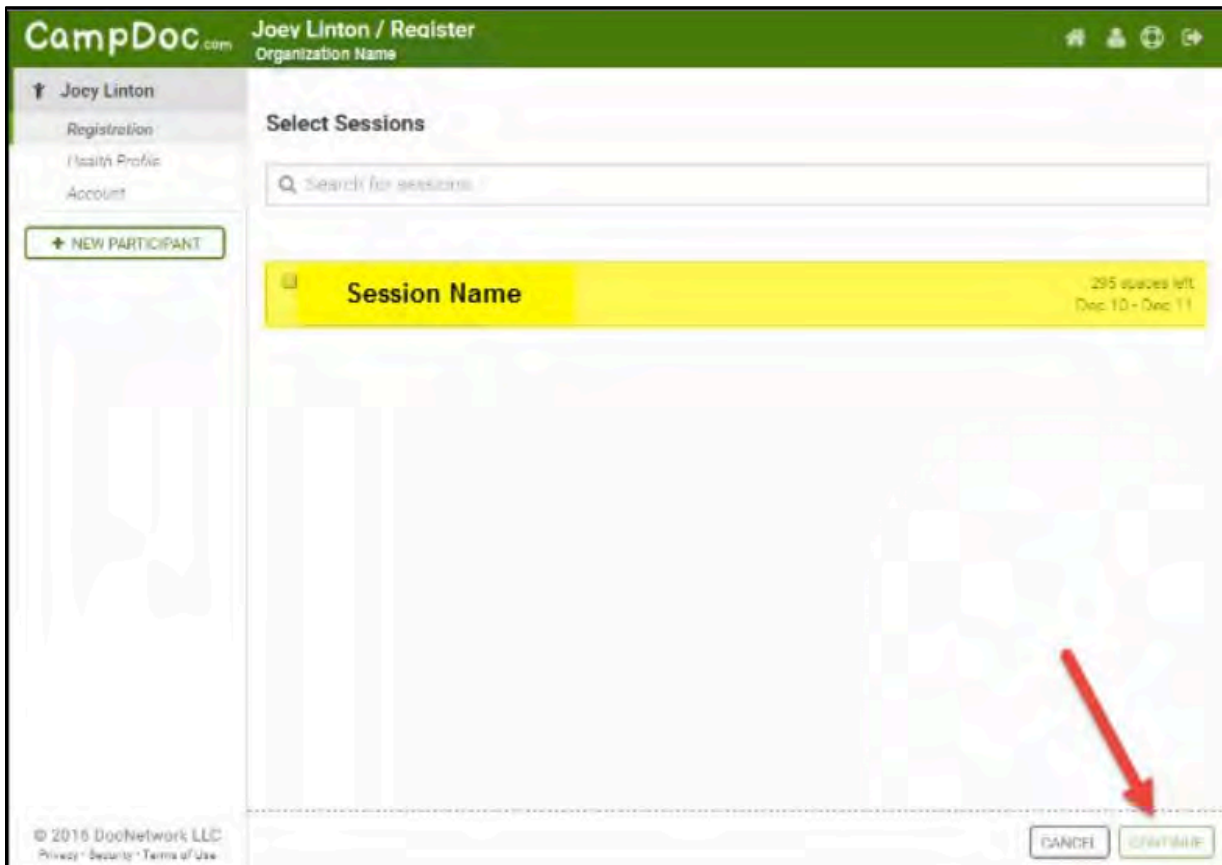 CampDoc.com
Joey Linton / Register
Organization Name
Joey Linton
Registration
Health Profile
Account
+ NEW PARTICIPANT
Select Sessions
Search for sessions
Session Name
295 spaces left
Dec 10 - Dec 11
© 2016 DocNetwork LLC
Privacy • Security • Terms of Use
CANCEL
CONTINUE